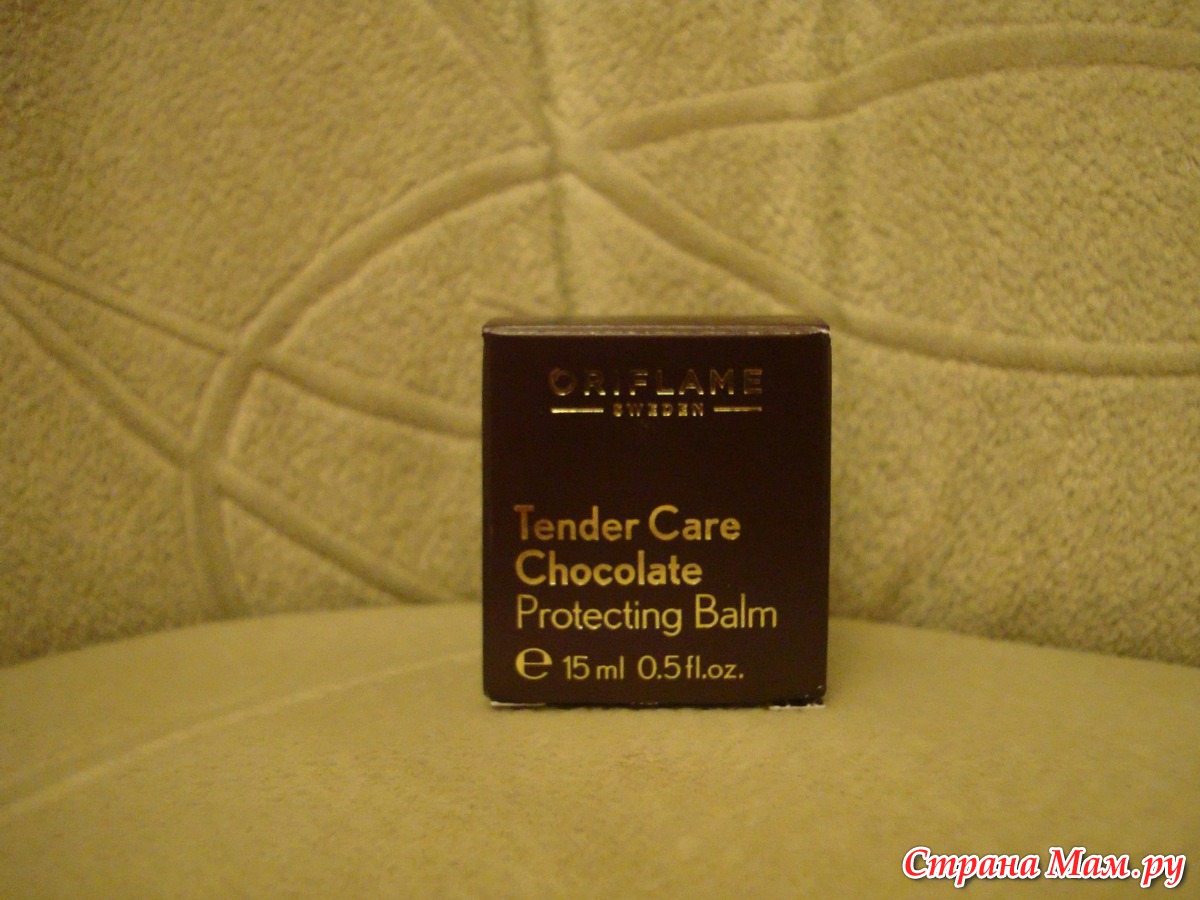 ORIFLAME
SWEDEN
Tender Care
Chocolate
Protecting Balm
℮ 15 ml 0.5 fl.oz.
Страна Мам.ру